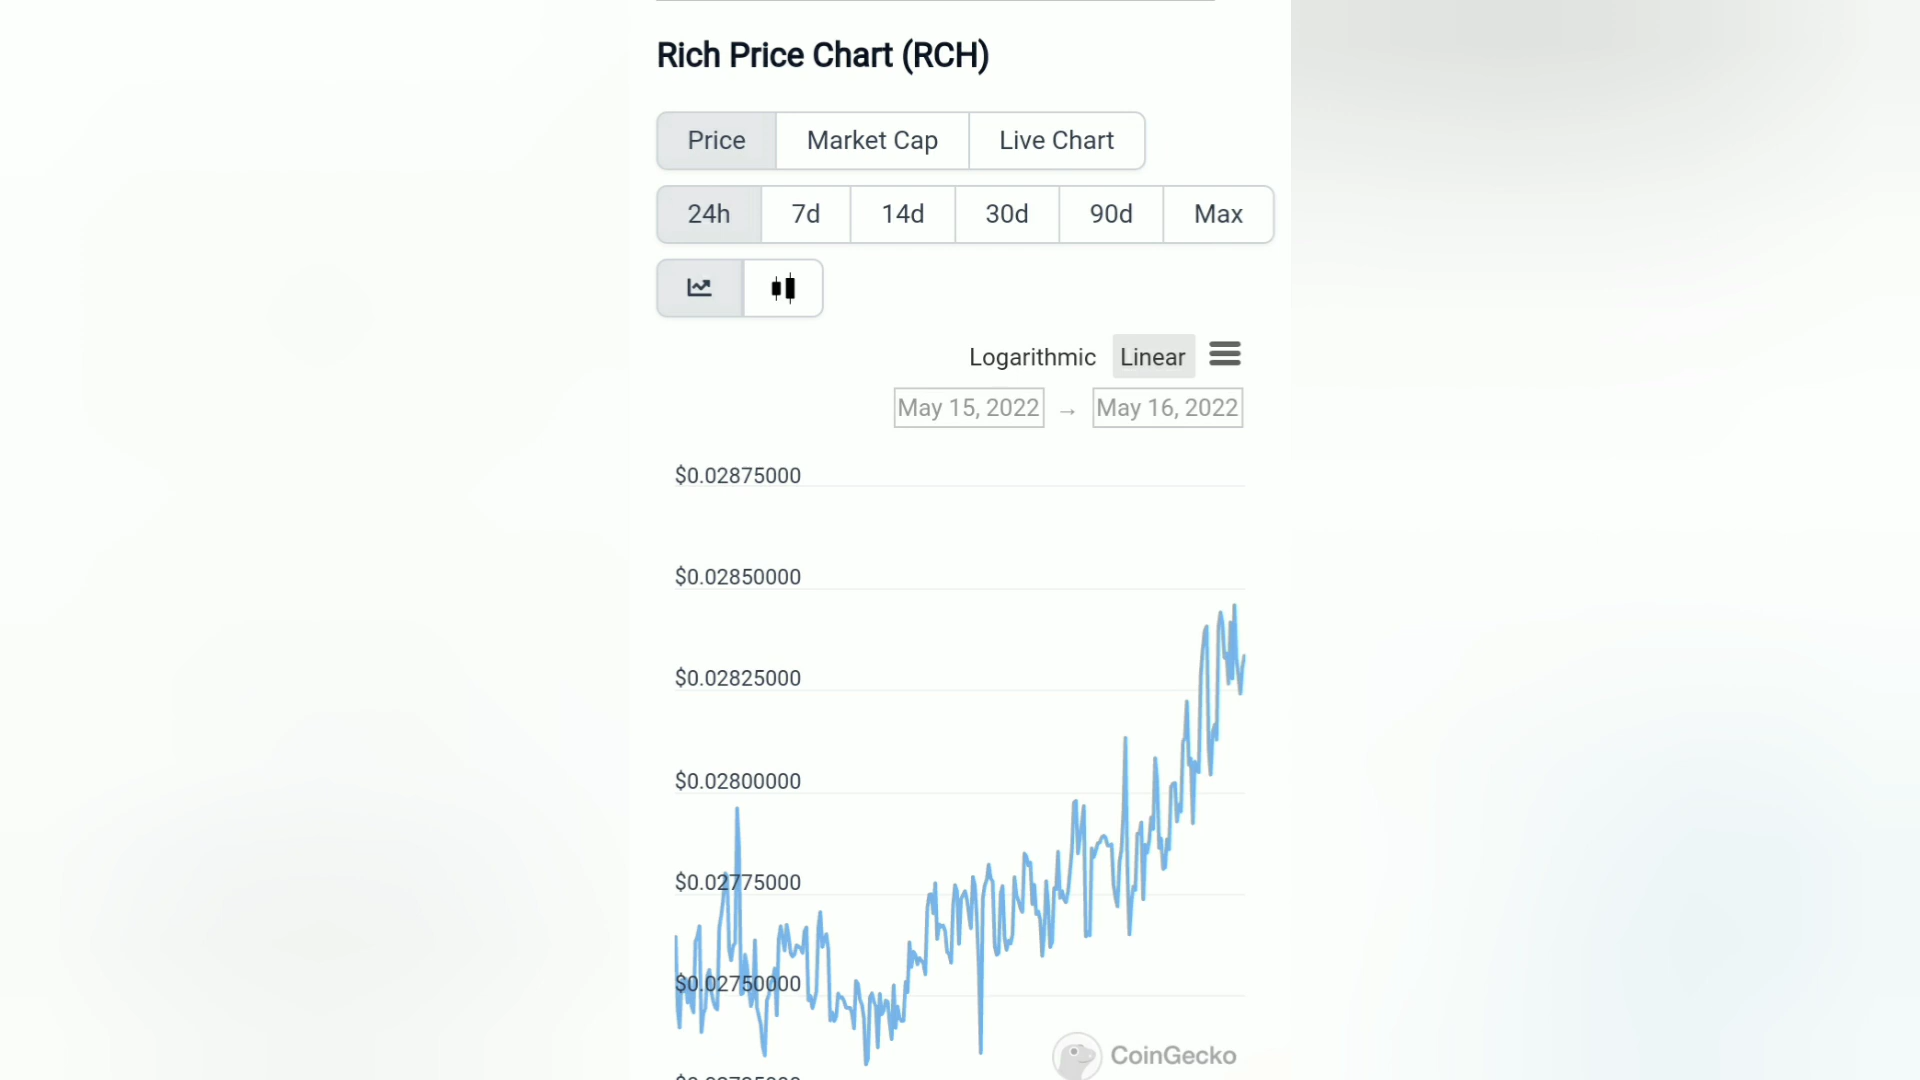 Rich Price Chart (RCH)
Price Market Cap Live Chart
24h 7d 14d 30d 90d Max
Logarithmic Linear
May 15, 2022 → May 16, 2022
$0.02875000
$0.02850000
$0.02825000
$0.02800000
$0.02775000
$0.02750000
CoinGecko